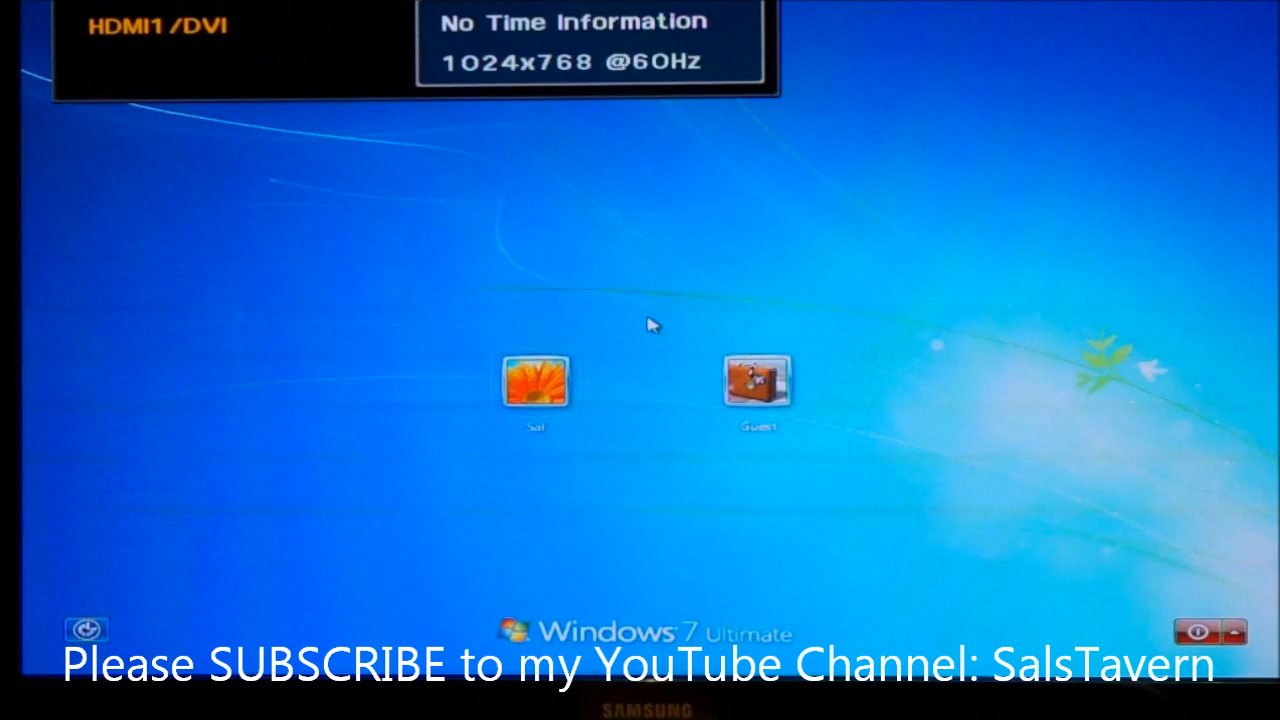 HDMI1/DVI
No Time Information
1024x768 @60Hz
Sal
Guest
Windows 7 Ultimate
Please SUBSCRIBE to my YouTube Channel: SalsTavern
SAMSUNG